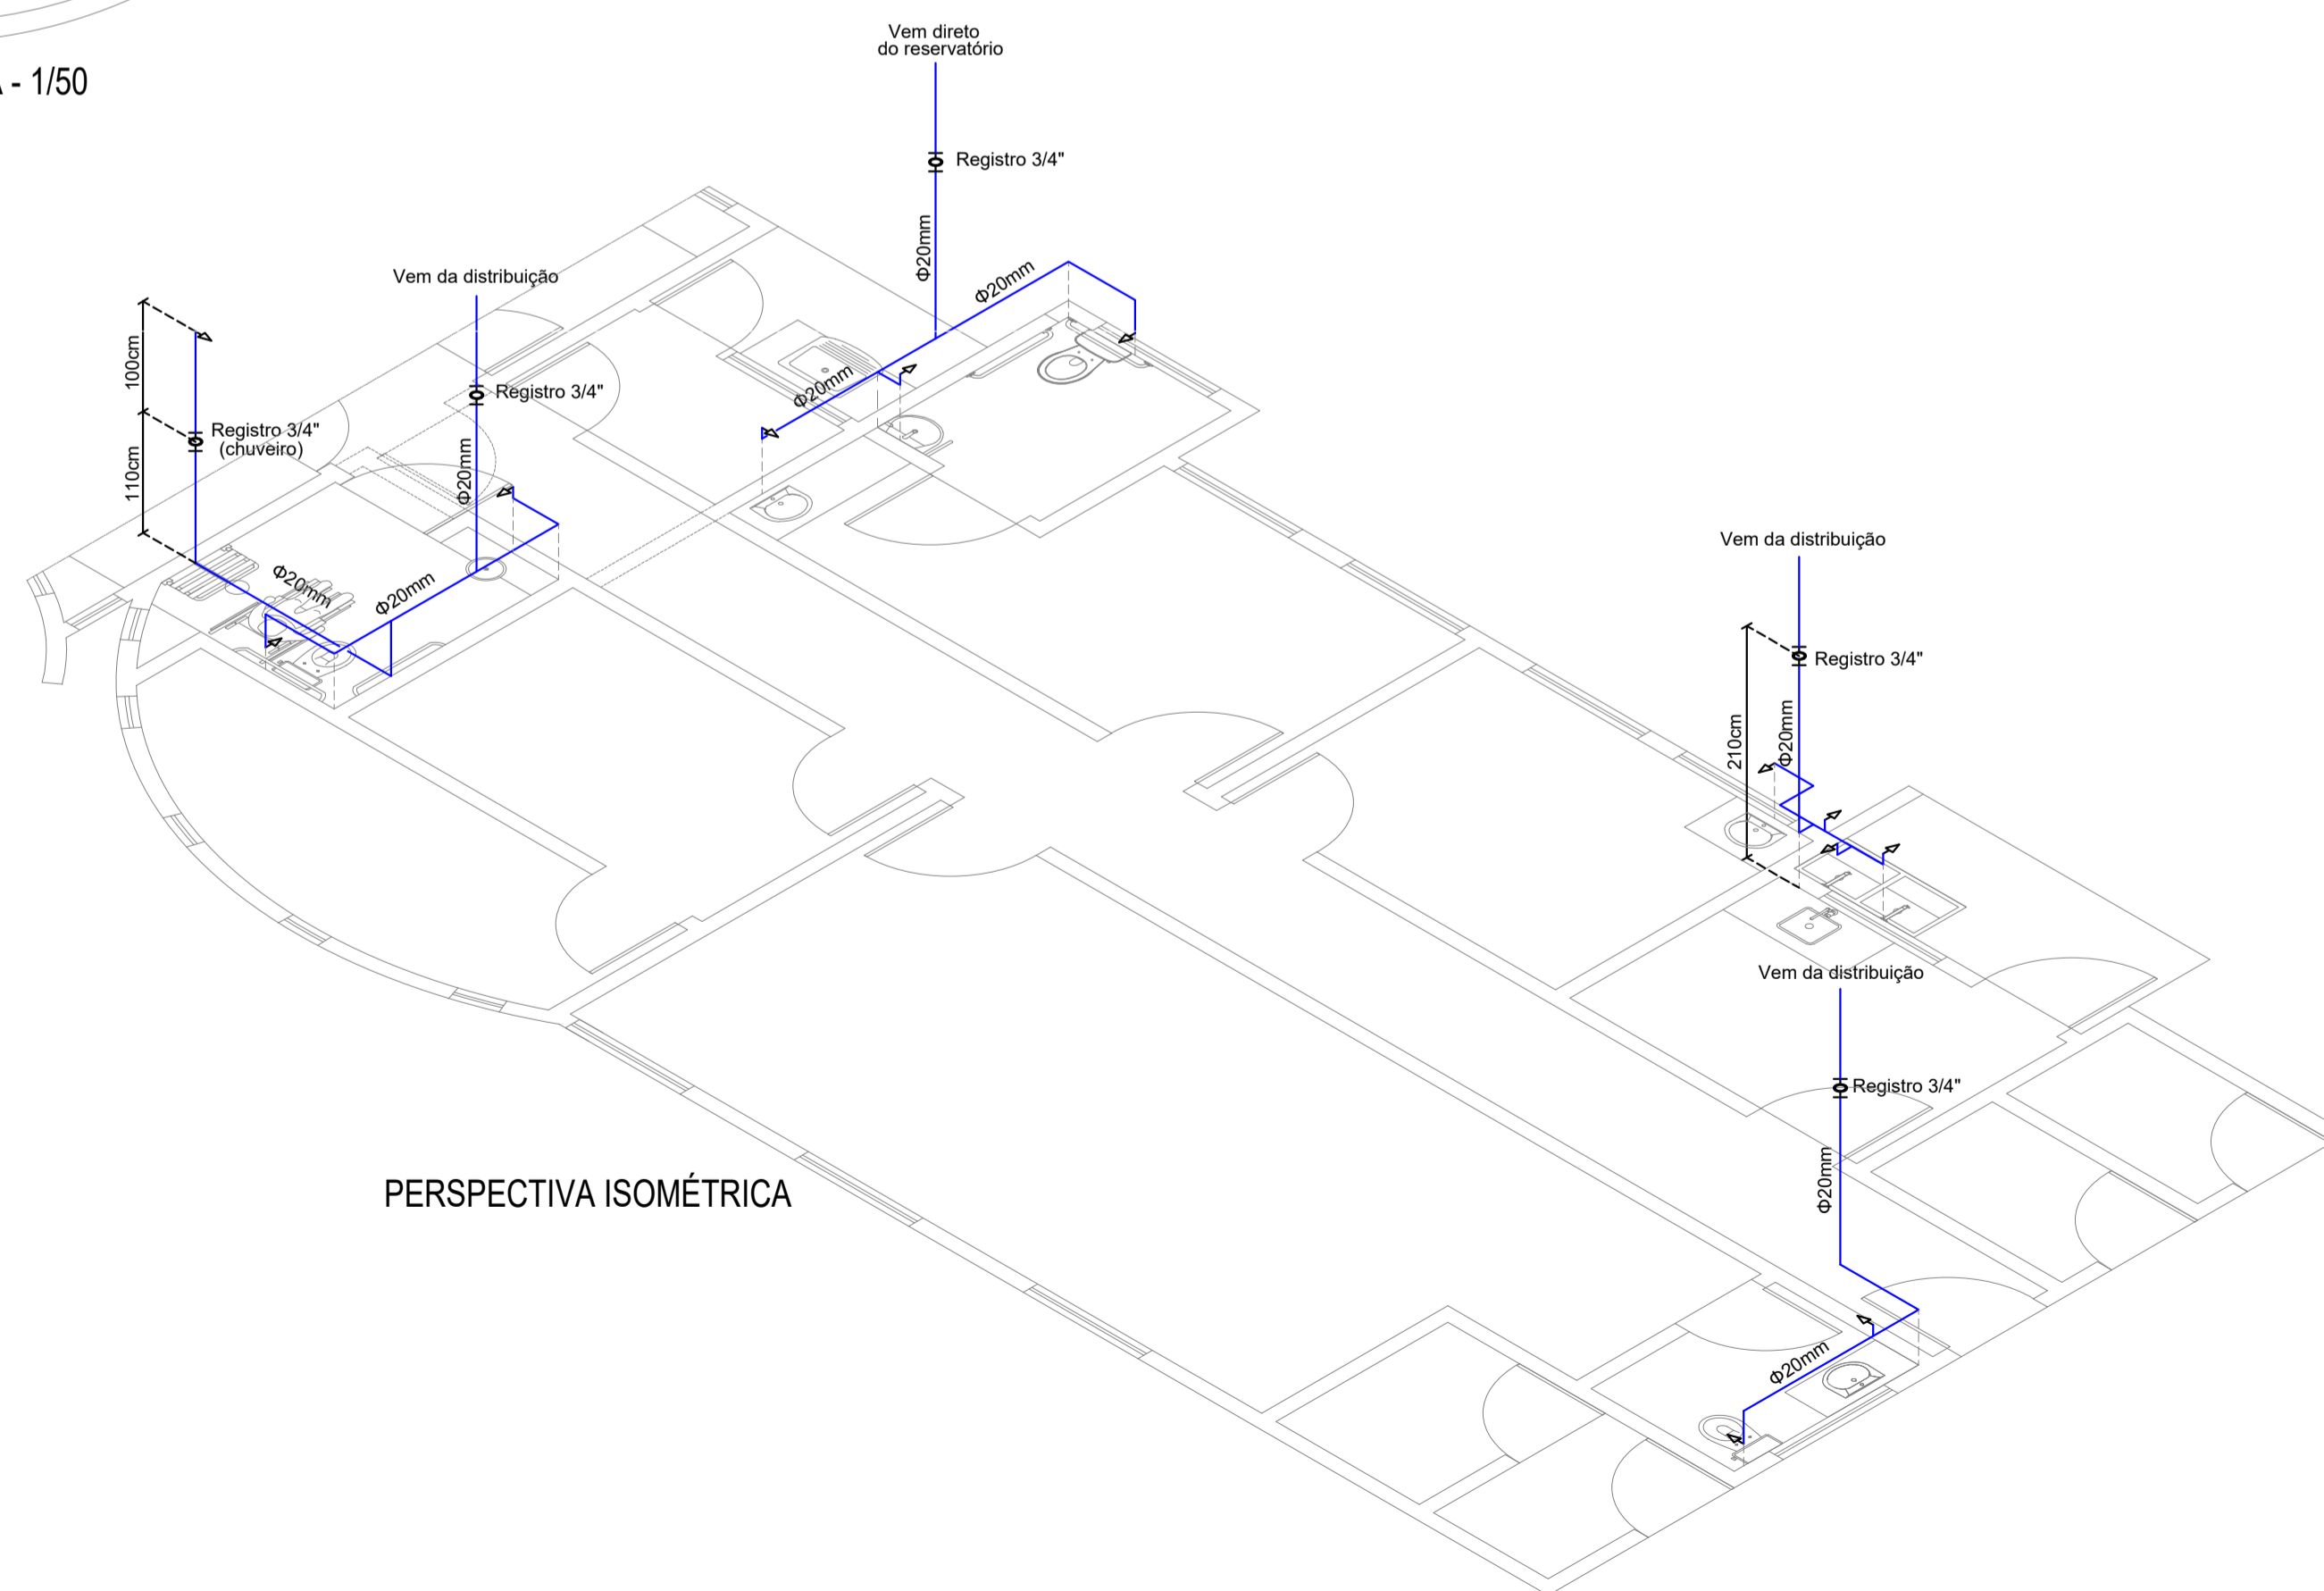 Vem direto
do reservatório
A - 1/50
Registro 3/4"
Φ20mm
Φ20mm
Vem da distribuição
100cm
Φ20mm
Registro 3/4"
Registro 3/4"
(chuveiro)
110cm
Φ20mm
Φ20mm
Φ20mm
Vem da distribuição
Registro 3/4"
210cm
Φ20mm
Vem da distribuição
Registro 3/4"
Φ20mm
PERSPECTIVA ISOMÉTRICA
Φ20mm